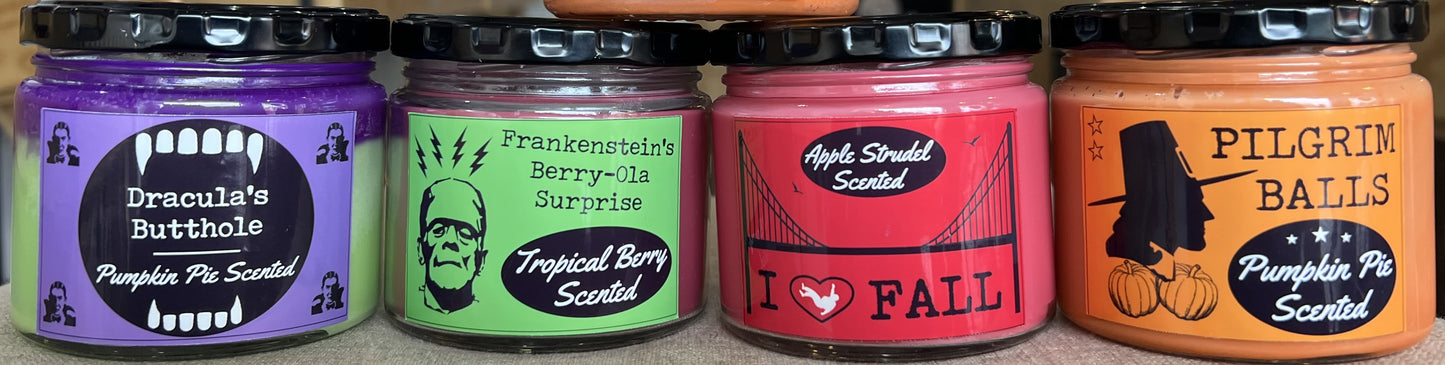 Dracula's
Butthole
Pumpkin Pie Scented
Frankenstein's
Berry-Ola
Surprise
Tropical Berry
Scented
Apple Strudel
Scented
I FALL
PILGRIM
BALLS
Pumpkin Pie
Scented